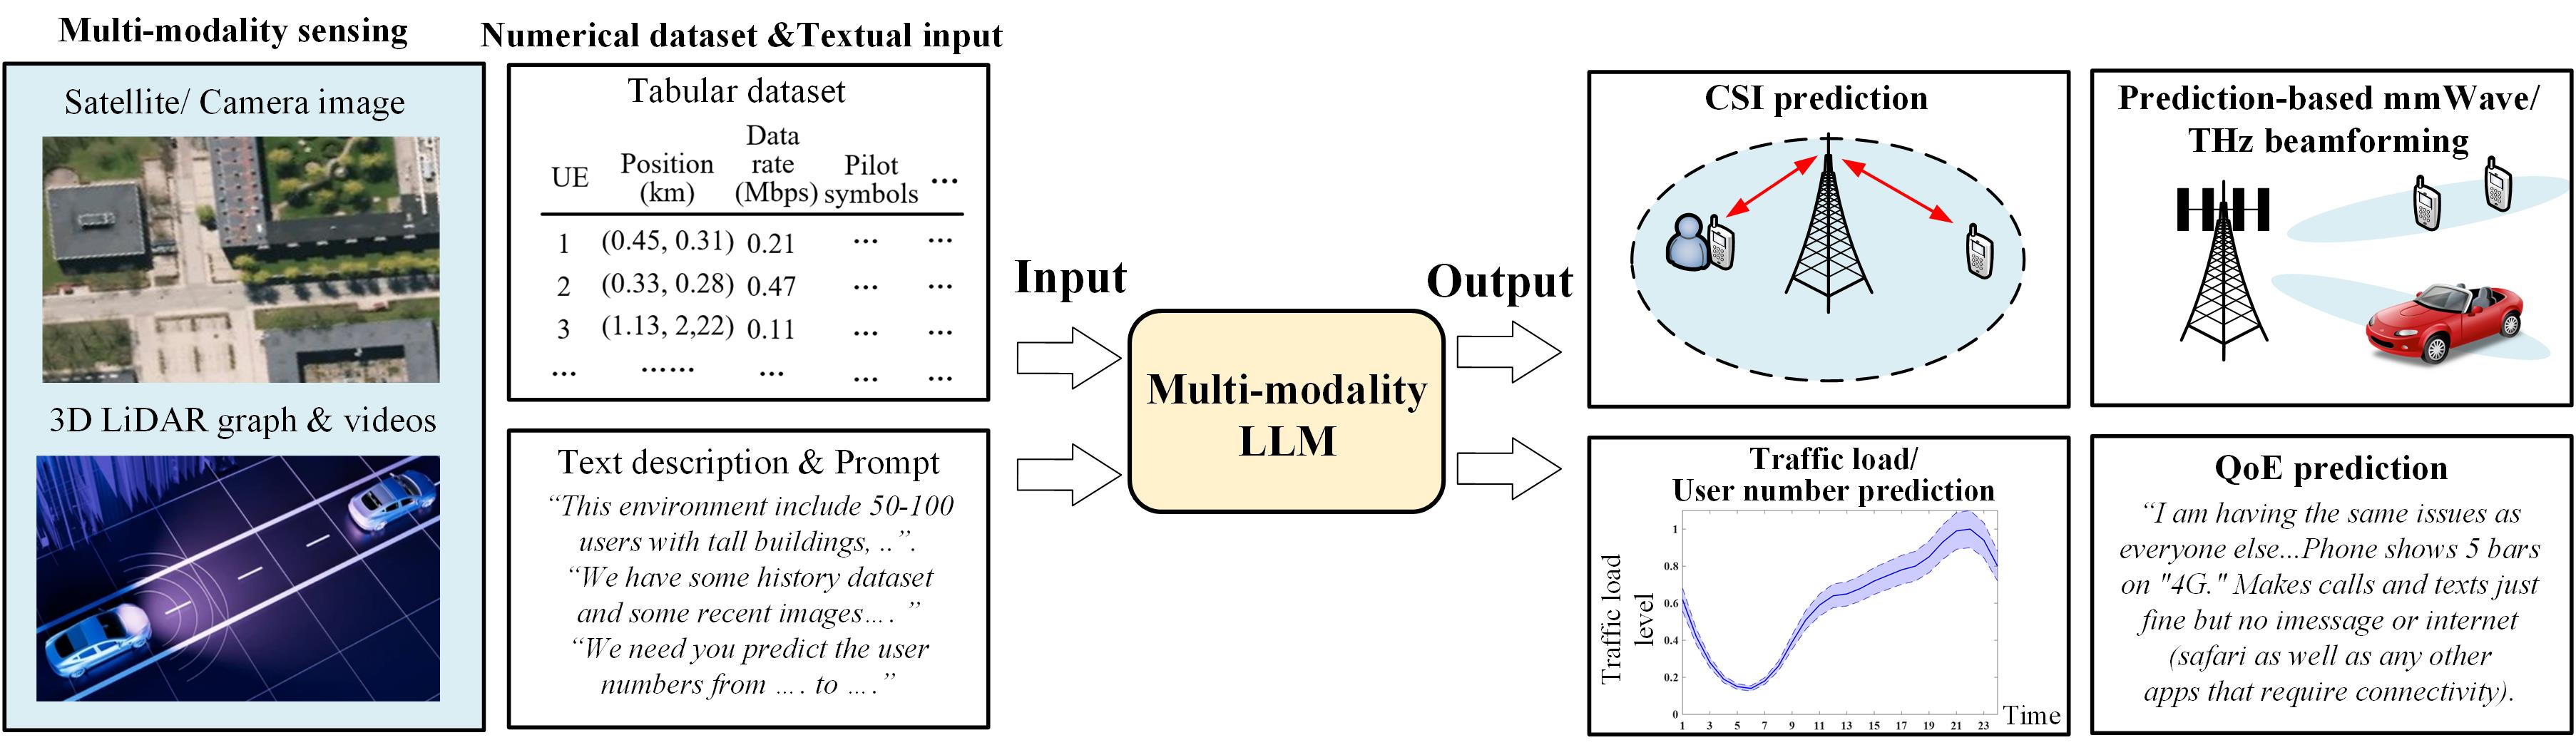 Multi-modality sensing
Satellite/ Camera image
3D LiDAR graph & videos
Numerical dataset &Textual input
Tabular dataset
UE Position (km) Data rate (Mbps) Pilot symbols ...
1 (0.45, 0.31) 0.21 ... ...
2 (0.33, 0.28) 0.47 ... ...
3 (1.13, 2,22) 0.11 ... ...
... ...... ... ... ...
Text description & Prompt
“This environment include 50-100
users with tall buildings, ..”.
“We have some history dataset
and some recent images…. ”
“We need you predict the user
numbers from …. to ….”
Input
Multi-modality
LLM
Output
CSI prediction
Prediction-based mmWave/
THz beamforming
Traffic load/
User number prediction
Traffic load
level
1
0.8
0.6
0.4
0.2
0
1 3 5 7 9 11 13 15 17 19 21 23
Time
QoE prediction
“I am having the same issues as
everyone else...Phone shows 5 bars
on "4G." Makes calls and texts just
fine but no imessage or internet
(safari as well as any other
apps that require connectivity).